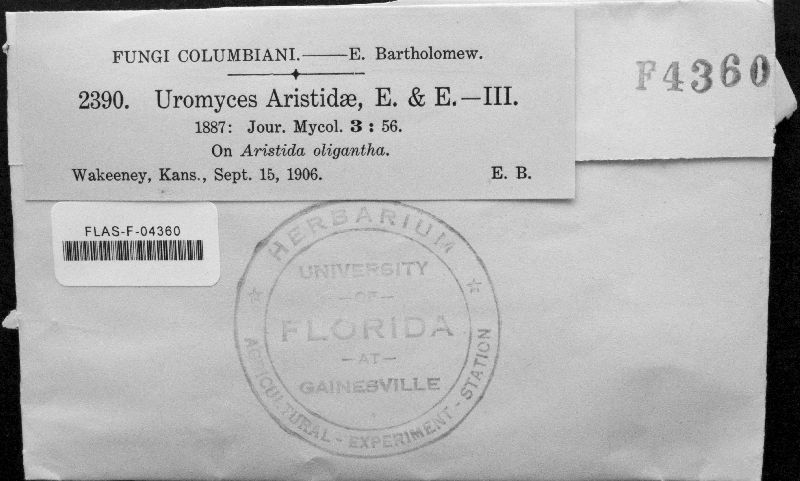 FUNGI COLUMBIANI.——E. Bartholomew.
2390. Uromyces Aristidæ, E. & E.—III.
1887: Jour. Mycol. 3 : 56.
On Aristida oligantha.
Wakeeney, Kans., Sept. 15, 1906. E. B.
F4360
FLAS-F-04360
HERBARIUM
UNIVERSITY
—OF—
FLORIDA
—AT—
GAINESVILLE
AGRICULTURAL - EXPERIMENT - STATION